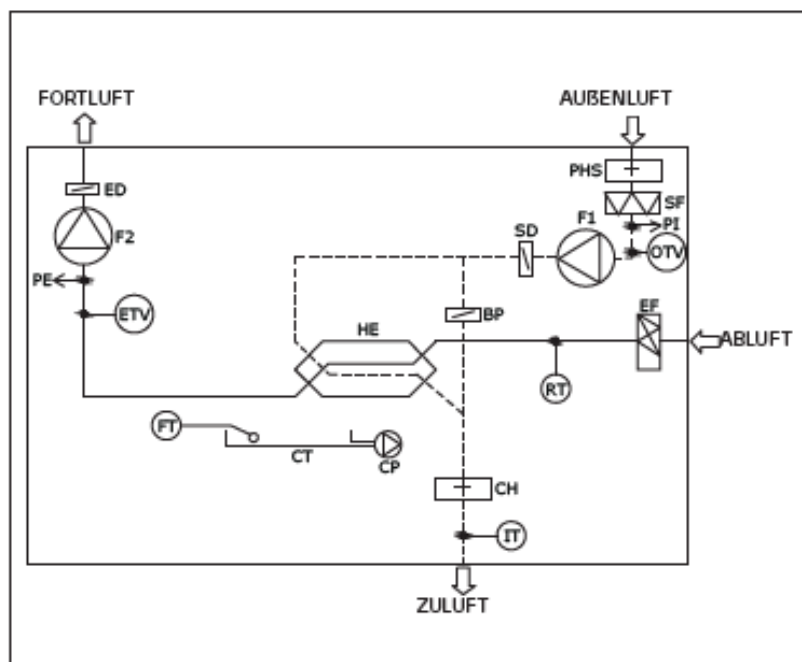 FORTLUFT
AUßENLUFT
PHS
ED
SF
F1
PI
SD
F2
OTV
PE
EF
ETV
BP
HE
ABLUFT
RT
FT
CT
CP
CH
IT
ZULUFT